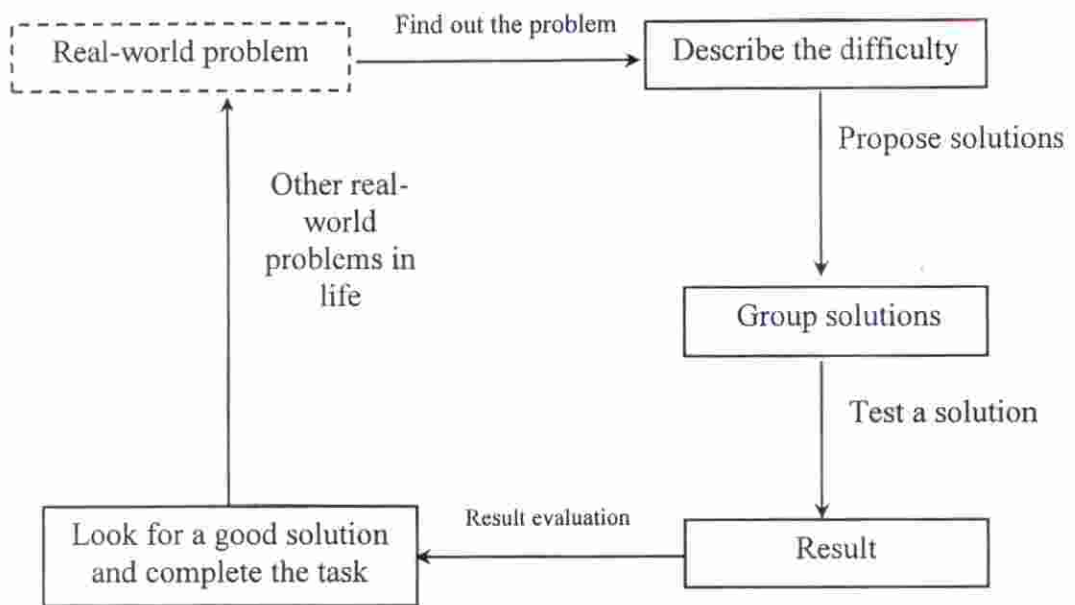 Real-world problem
Find out the problem
Describe the difficulty
Propose solutions
Other real-
world
problems in
life
Group solutions
Test a solution
Look for a good solution
and complete the task
Result evaluation
Result